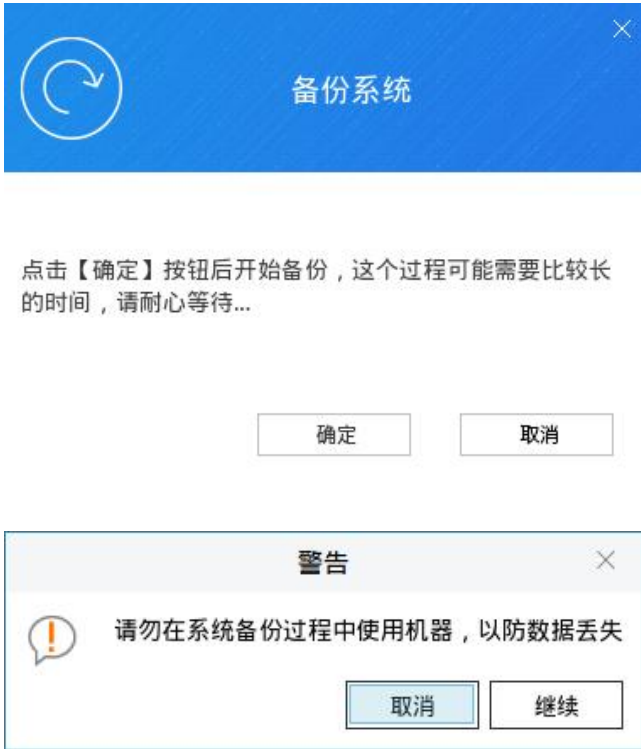 备份系统
点击【确定】按钮后开始备份，这个过程可能需要比较长
的时间，请耐心等待...
确定
取消
警告
请勿在系统备份过程中使用机器，以防数据丢失
取消
继续